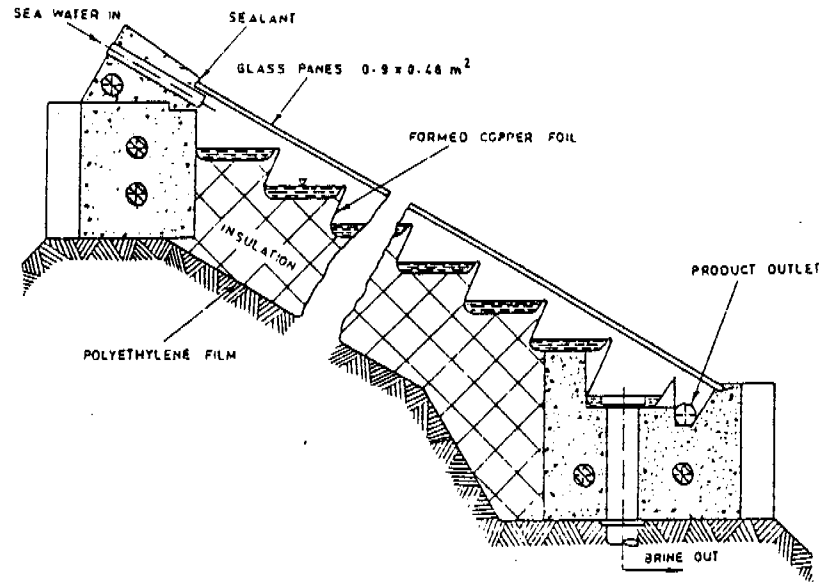 SEA WATER IN
SEALANT
GLASS PANES 0.9 x 0.46 m²
FORMED COPPER FOIL
INSULATION
PRODUCT OUTLET
POLYETHYLENE FILM
BRINE OUT